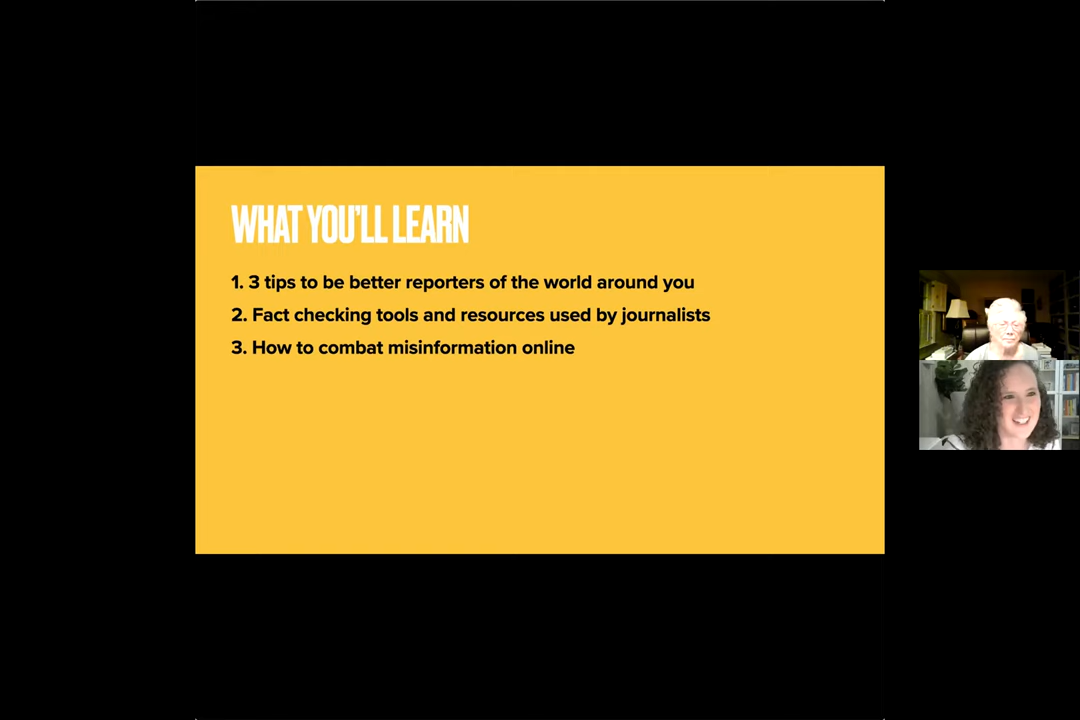 WHAT YOU'LL LEARN
1. 3 tips to be better reporters of the world around you
2. Fact checking tools and resources used by journalists
3. How to combat misinformation online